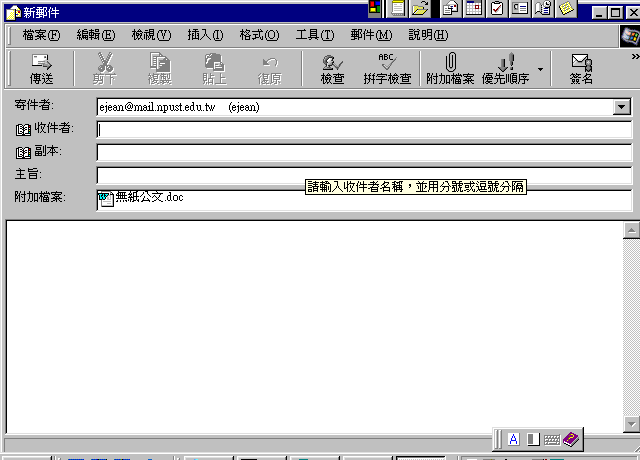 新郵件
檔案(F) 編輯(E) 檢視(V) 插入(I) 格式(O) 工具(T) 郵件(M) 說明(H)
傳送 剪下 複製 貼上 復原 ABC 檢查 拼字檢查 附加檔案 優先順序 簽名 »
寄件者: ejean@mail.npust.edu.tw (ejean)
收件者:
副本:
主旨:
請輸入收件者名稱，並用分號或逗號分隔
附加檔案: 無紙公文.doc
A